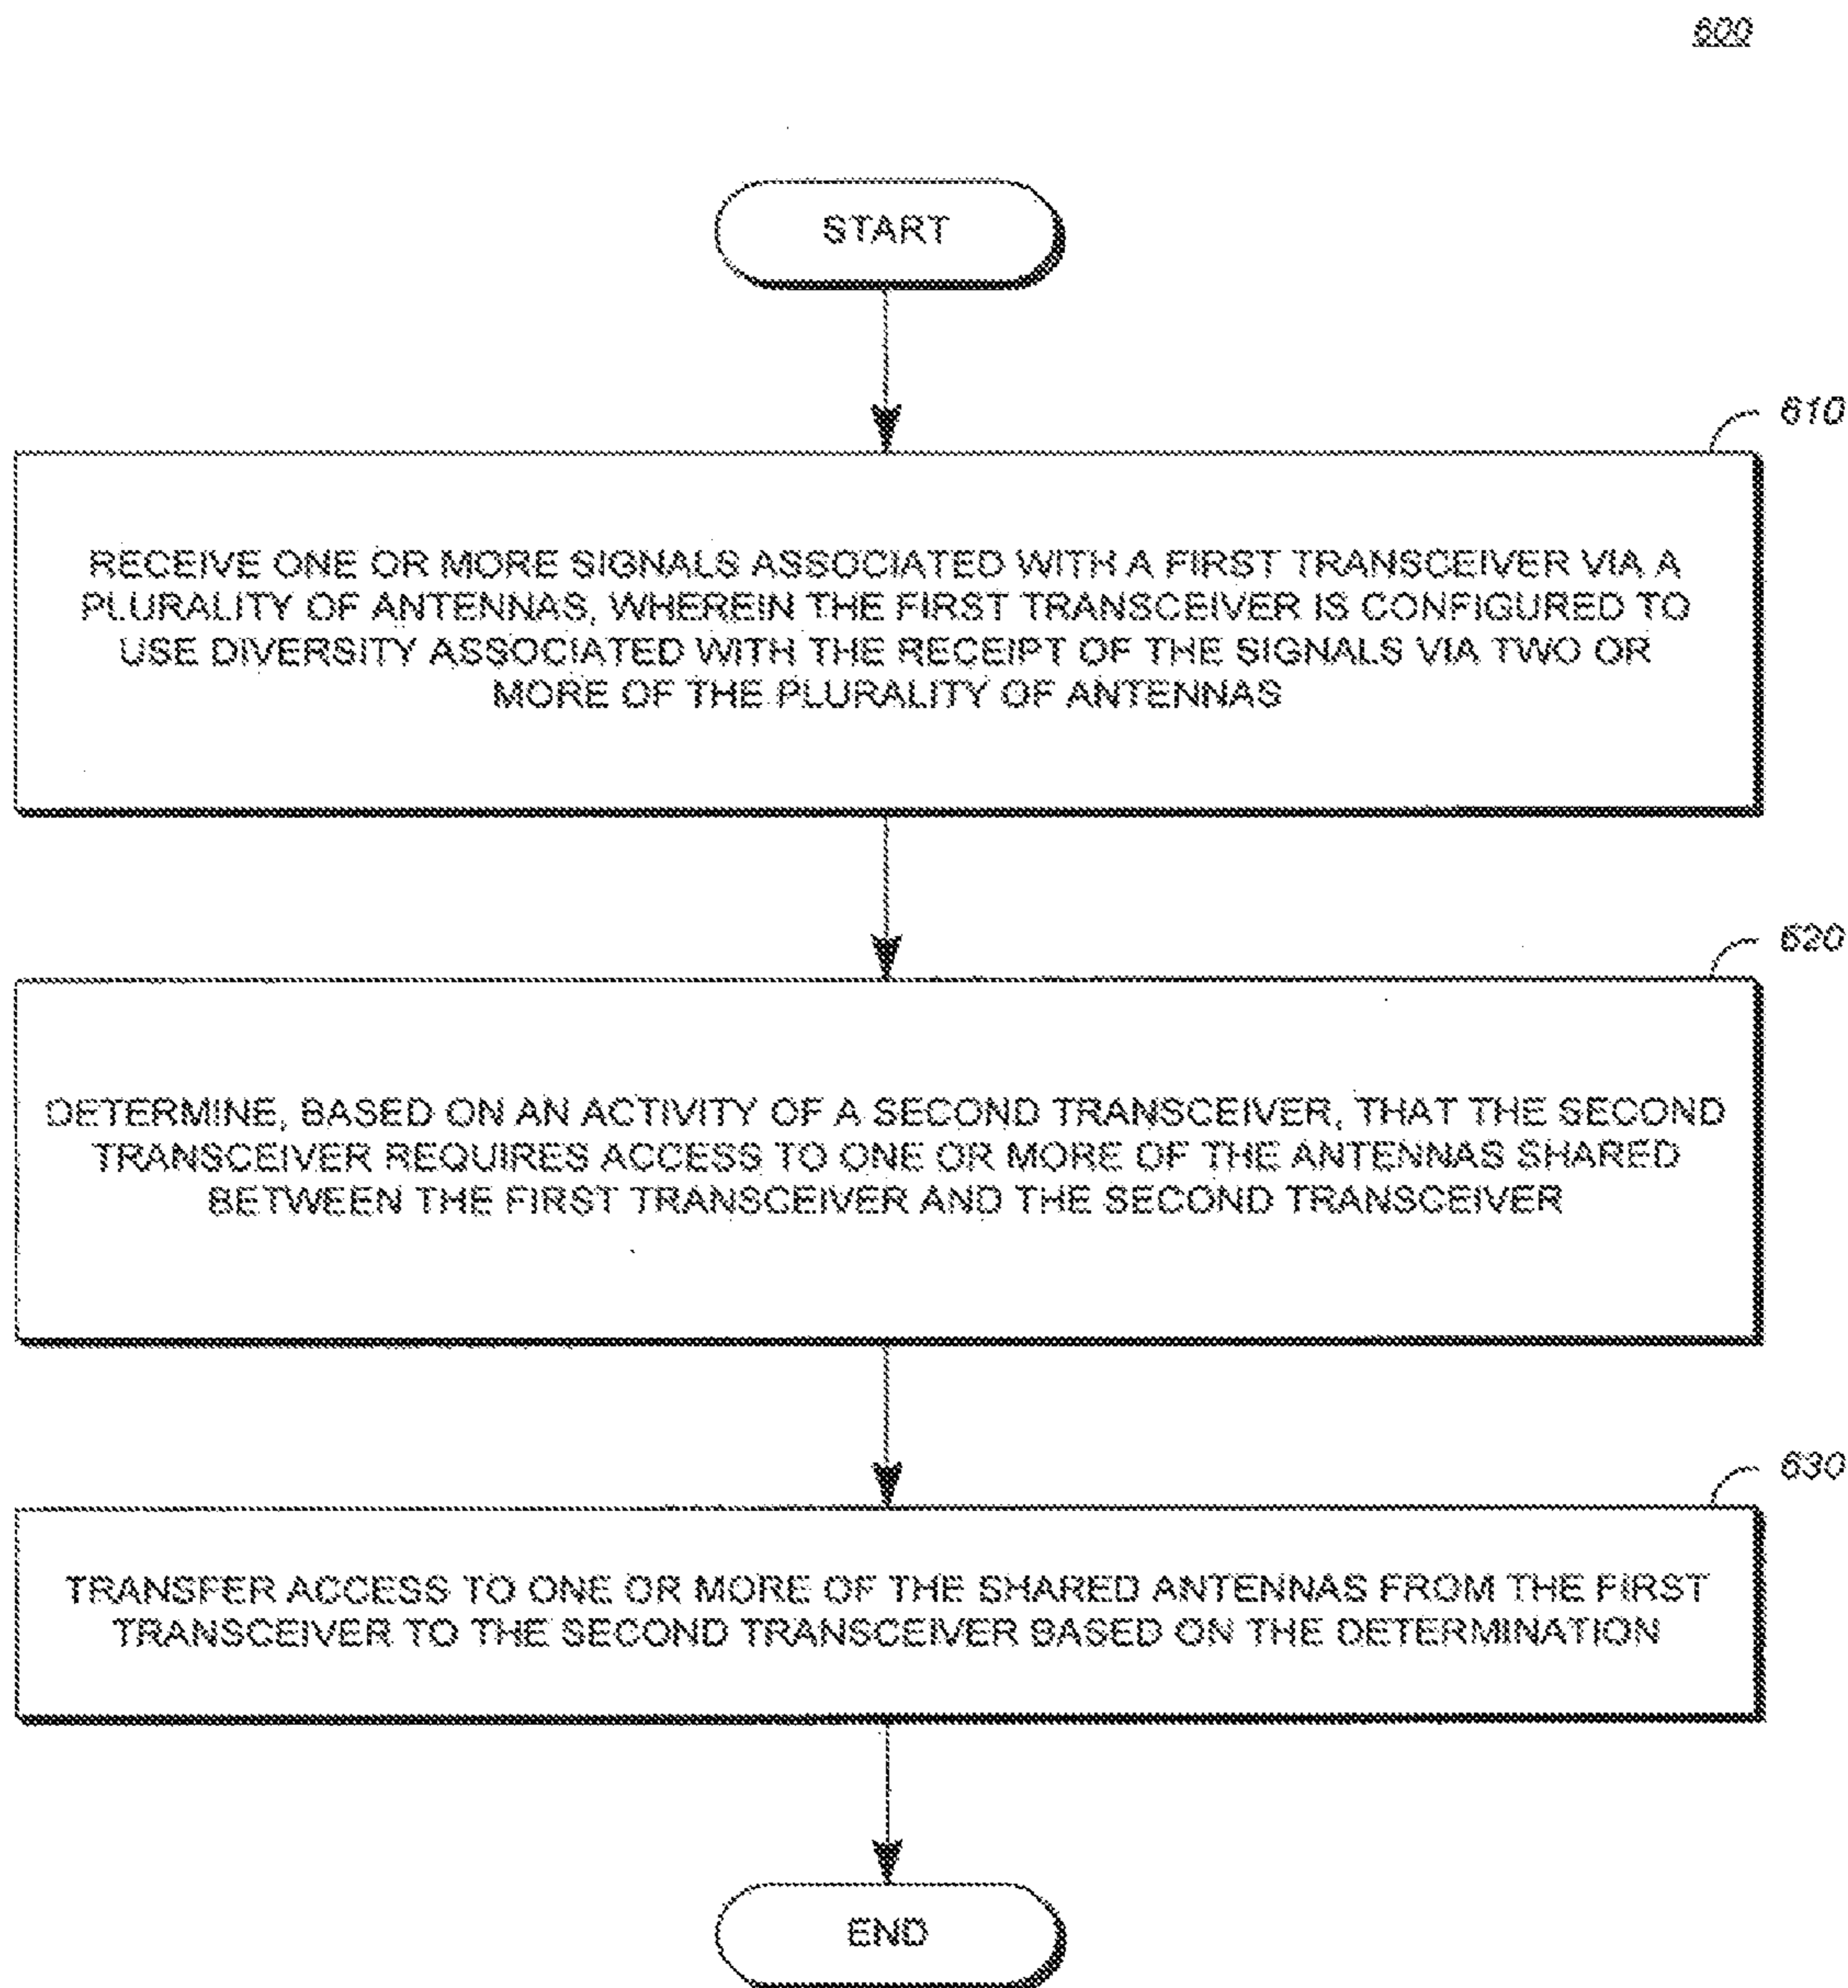 600
START
610
RECEIVE ONE OR MORE SIGNALS ASSOCIATED WITH A FIRST TRANSCEIVER VIA A
PLURALITY OF ANTENNAS, WHEREIN THE FIRST TRANSCEIVER IS CONFIGURED TO
USE DIVERSITY ASSOCIATED WITH THE RECEIPT OF THE SIGNALS VIA TWO OR
MORE OF THE PLURALITY OF ANTENNAS
620
DETERMINE, BASED ON AN ACTIVITY OF A SECOND TRANSCEIVER, THAT THE SECOND
TRANSCEIVER REQUIRES ACCESS TO ONE OR MORE OF THE ANTENNAS SHARED
BETWEEN THE FIRST TRANSCEIVER AND THE SECOND TRANSCEIVER
630
TRANSFER ACCESS TO ONE OR MORE OF THE SHARED ANTENNAS FROM THE FIRST
TRANSCEIVER TO THE SECOND TRANSCEIVER BASED ON THE DETERMINATION
END